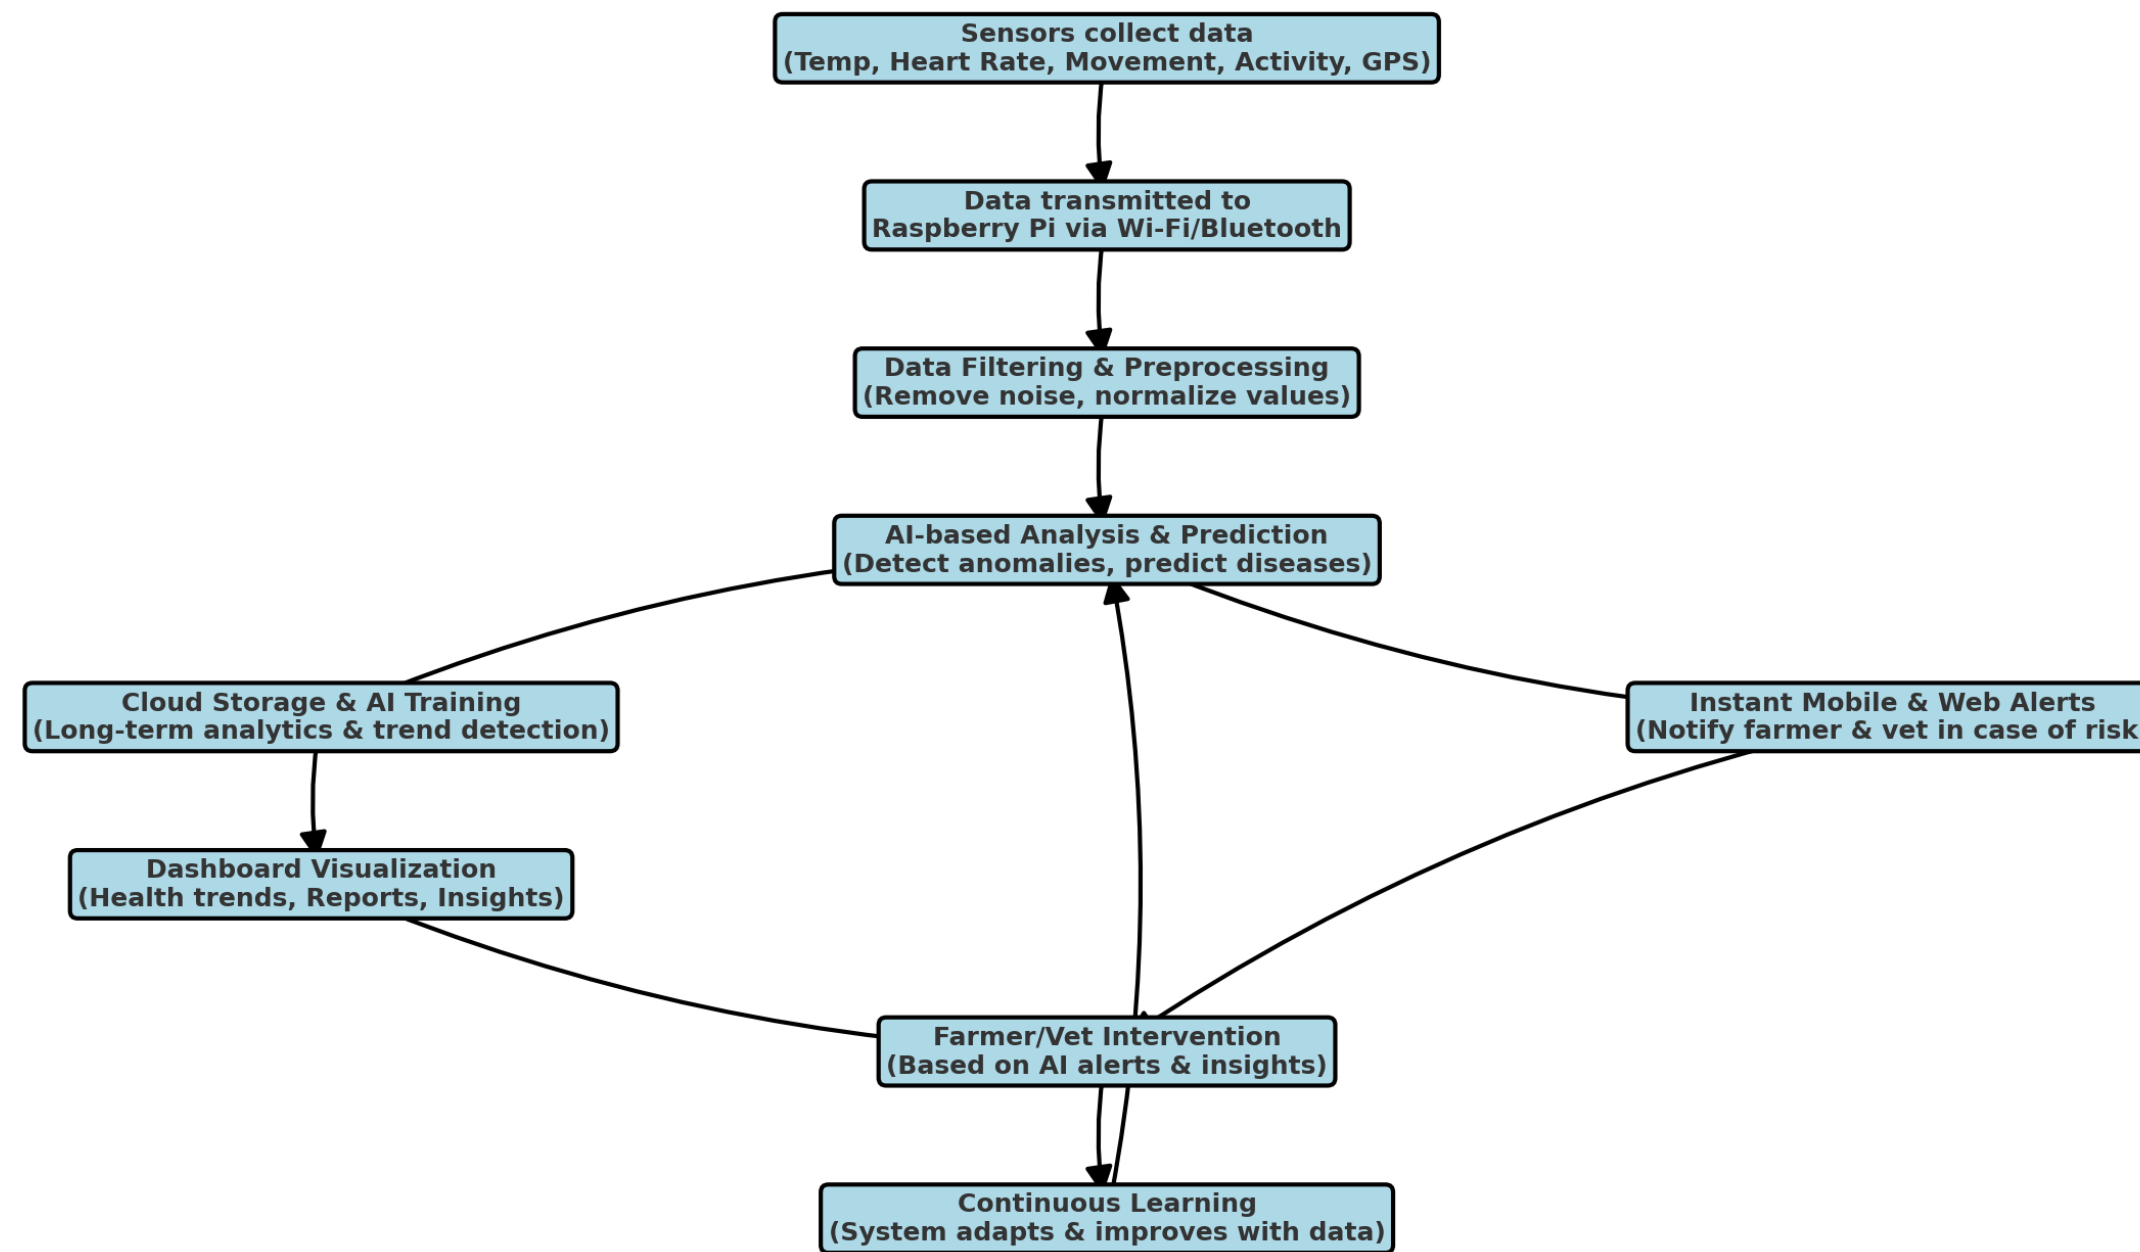 Sensors collect data
(Temp, Heart Rate, Movement, Activity, GPS)
Data transmitted to
Raspberry Pi via Wi-Fi/Bluetooth
Data Filtering & Preprocessing
(Remove noise, normalize values)
AI-based Analysis & Prediction
(Detect anomalies, predict diseases)
Cloud Storage & AI Training
(Long-term analytics & trend detection)
Instant Mobile & Web Alerts
(Notify farmer & vet in case of risk
Dashboard Visualization
(Health trends, Reports, Insights)
Farmer/Vet Intervention
(Based on AI alerts & insights)
Continuous Learning
(System adapts & improves with data)